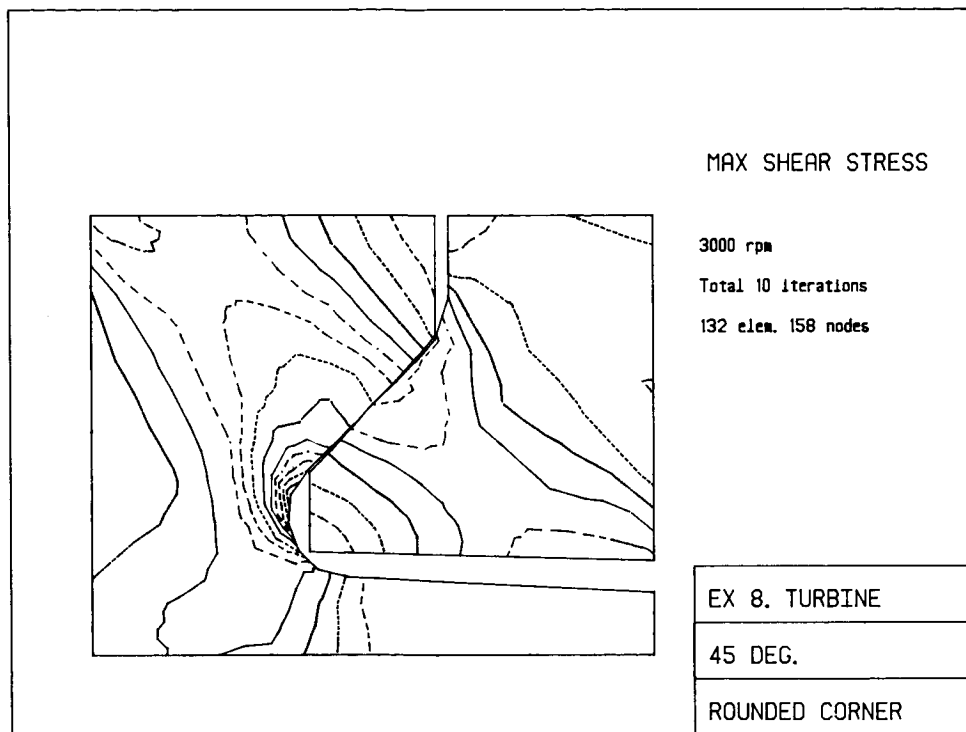 MAX SHEAR STRESS
3000 rpm
Total 10 iterations
132 elem. 158 nodes
EX 8. TURBINE
45 DEG.
ROUNDED CORNER